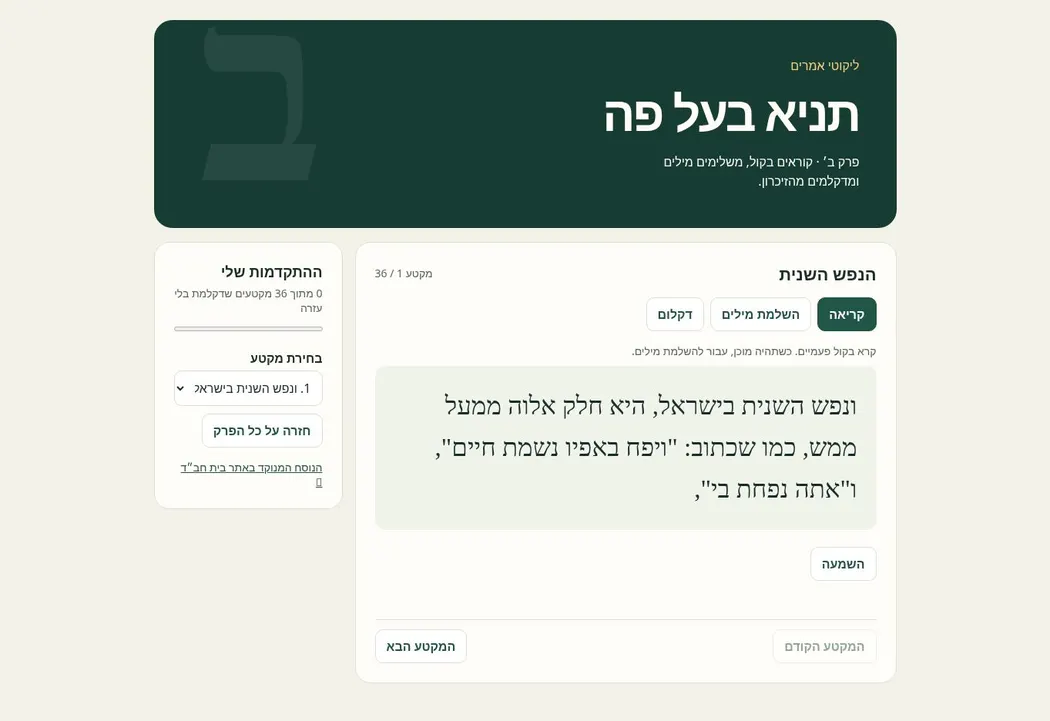 ליקוטי אמרים
תניא בעל פה
פרק ב׳ · קוראים בקול, משלימים מילים
ומדקלמים מהזיכרון.
ב
הנפש השנית
מקטע 1 / 36
קריאה
השלמת מילים
דקלום
קרא בקול פעמיים. כשתהיה מוכן, עבור להשלמת מילים.
ונפש השנית בישראל, היא חלק אלוה ממעל
ממש, כמו שכתוב: "ויפח באפיו נשמת חיים",
ו"אתה נפחת בי",
השמעה
המקטע הקודם
המקטע הבא
ההתקדמות שלי
0 מתוך 36 מקטעים שדקלמת בלי
עזרה
בחירת מקטע
1. ונפש השנית בישראל
חזרה על כל הפרק
הנוסח המנוקד באתר בית חב״ד